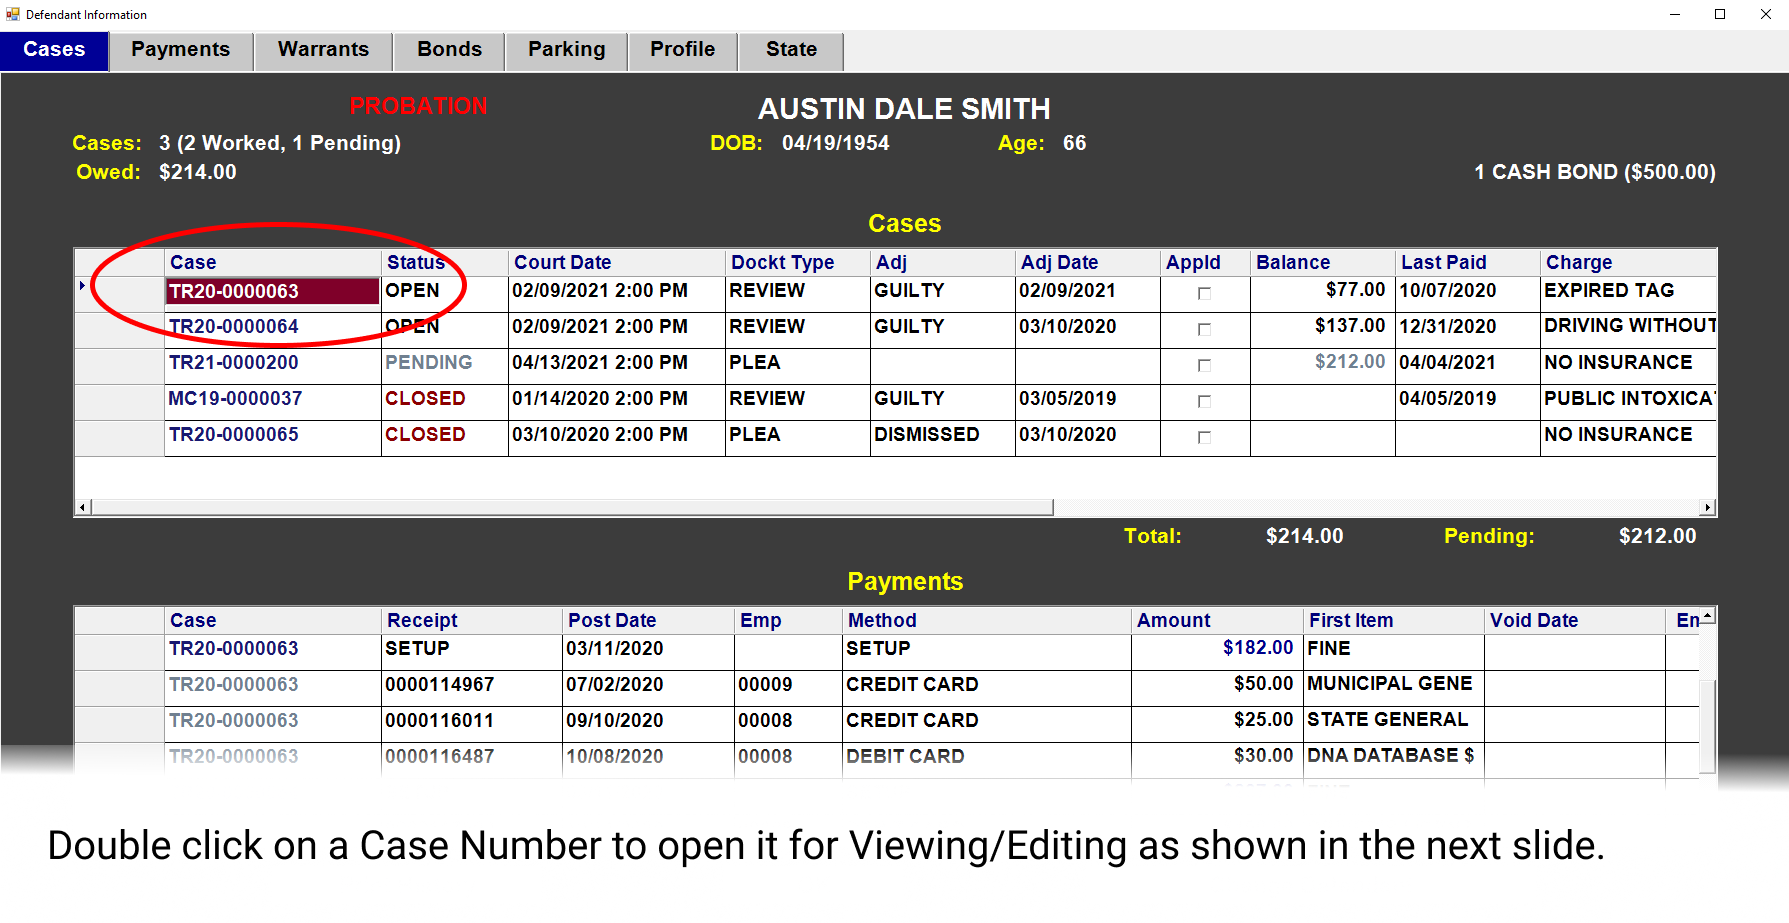 Defendant Information
Cases Payments Warrants Bonds Parking Profile State
PROBATION AUSTIN DALE SMITH
Cases: 3 (2 Worked, 1 Pending) DOB: 04/19/1954 Age: 66
Owed: $214.00 1 CASH BOND ($500.00)
Cases
Case Status Court Date Dockt Type Adj Adj Date Appld Balance Last Paid Charge
TR20-0000063 OPEN 02/09/2021 2:00 PM REVIEW GUILTY 02/09/2021 $77.00 10/07/2020 EXPIRED TAG
TR20-0000064 OPEN 02/09/2021 2:00 PM REVIEW GUILTY 03/10/2020 $137.00 12/31/2020 DRIVING WITHOUT
TR21-0000200 PENDING 04/13/2021 2:00 PM PLEA $212.00 04/04/2021 NO INSURANCE
MC19-0000037 CLOSED 01/14/2020 2:00 PM REVIEW GUILTY 03/05/2019 04/05/2019 PUBLIC INTOXICA
TR20-0000065 CLOSED 03/10/2020 2:00 PM PLEA DISMISSED 03/10/2020 NO INSURANCE
Total: $214.00 Pending: $212.00
Payments
Case Receipt Post Date Emp Method Amount First Item Void Date Em
TR20-0000063 SETUP 03/11/2020 SETUP $182.00 FINE
TR20-0000063 0000114967 07/02/2020 00009 CREDIT CARD $50.00 MUNICIPAL GENE
TR20-0000063 0000116011 09/10/2020 00008 CREDIT CARD $25.00 STATE GENERAL
TR20-0000063 0000116487 10/08/2020 00008 DEBIT CARD $30.00 DNA DATABASE $
Double click on a Case Number to open it for Viewing/Editing as shown in the next slide.